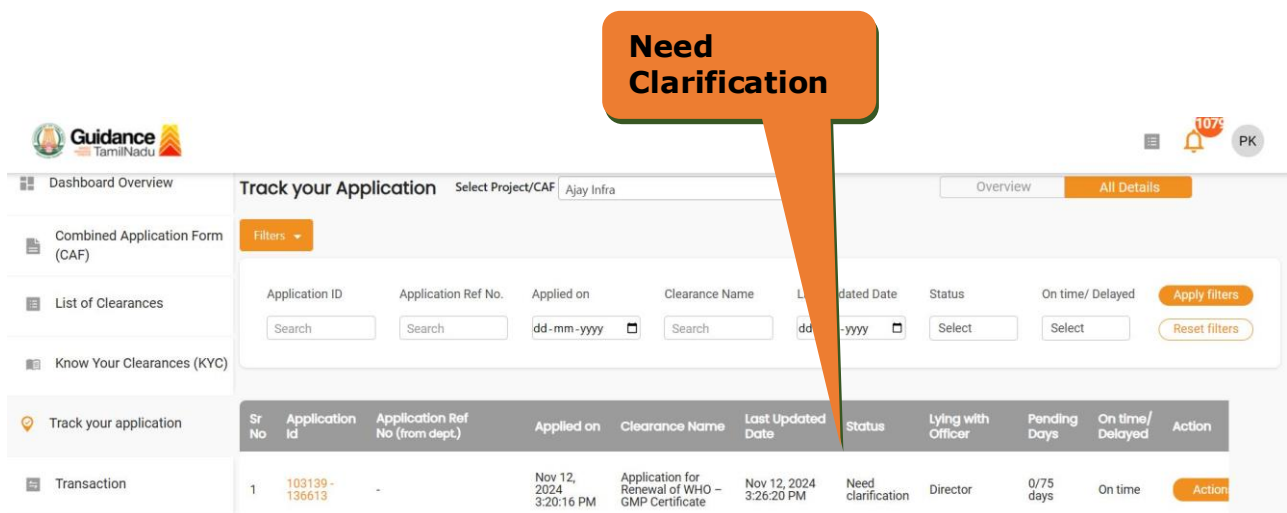 Need
Clarification
Guidance
TamilNadu
1079
PK
Dashboard Overview
Track your Application
Select Project/CAF
Ajay Infra
Overview
All Details
Combined Application Form
(CAF)
Filters
List of Clearances
Application ID
Application Ref No.
Applied on
Clearance Name
dated Date
Status
On time/ Delayed
Apply filters
Search
Search
dd-mm-yyyy
Search
-yyyy
Select
Select
Reset filters
Know Your Clearances (KYC)
Track your application
Sr
No
Application
Id
Application Ref
No (from dept.)
Applied on
Clearance Name
Last Updated
Date
Status
Lying with
Officer
Pending
Days
On time/
Delayed
Action
Transaction
1
103139-
136613
-
Nov 12,
2024
3:20:16 PM
Application for
Renewal of WHO –
GMP Certificate
Nov 12, 2024
3:26:20 PM
Need
clarification
Director
0/75
days
On time
Action